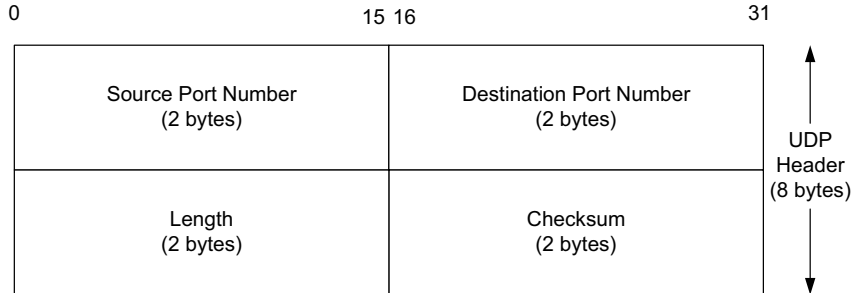 0 15 16 31
Source Port Number
(2 bytes)
Destination Port Number
(2 bytes)
UDP
Header
(8 bytes)
Length
(2 bytes)
Checksum
(2 bytes)